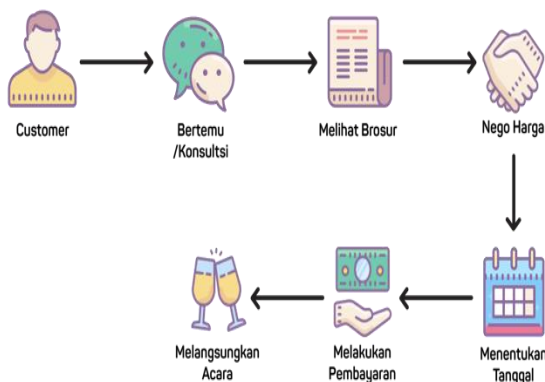 Customer
Bertemu
/Konsultsi
Melihat Brosur
Nego Harga
Melangsungkan
Acara
Melakukan
Pembayaran
Menentukan
Tanggal